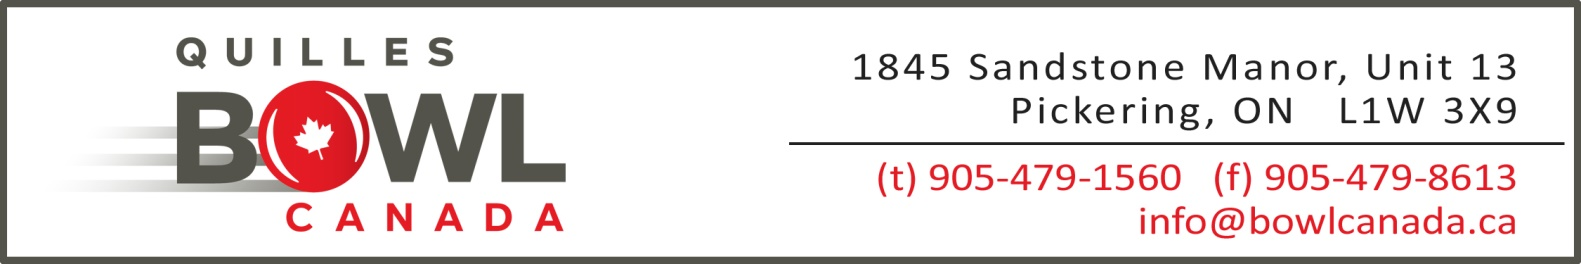 QUILLES
BOWL
CANADA
1845 Sandstone Manor, Unit 13
Pickering, ON L1W 3X9
(t) 905-479-1560 (f) 905-479-8613
info@bowlcanada.ca